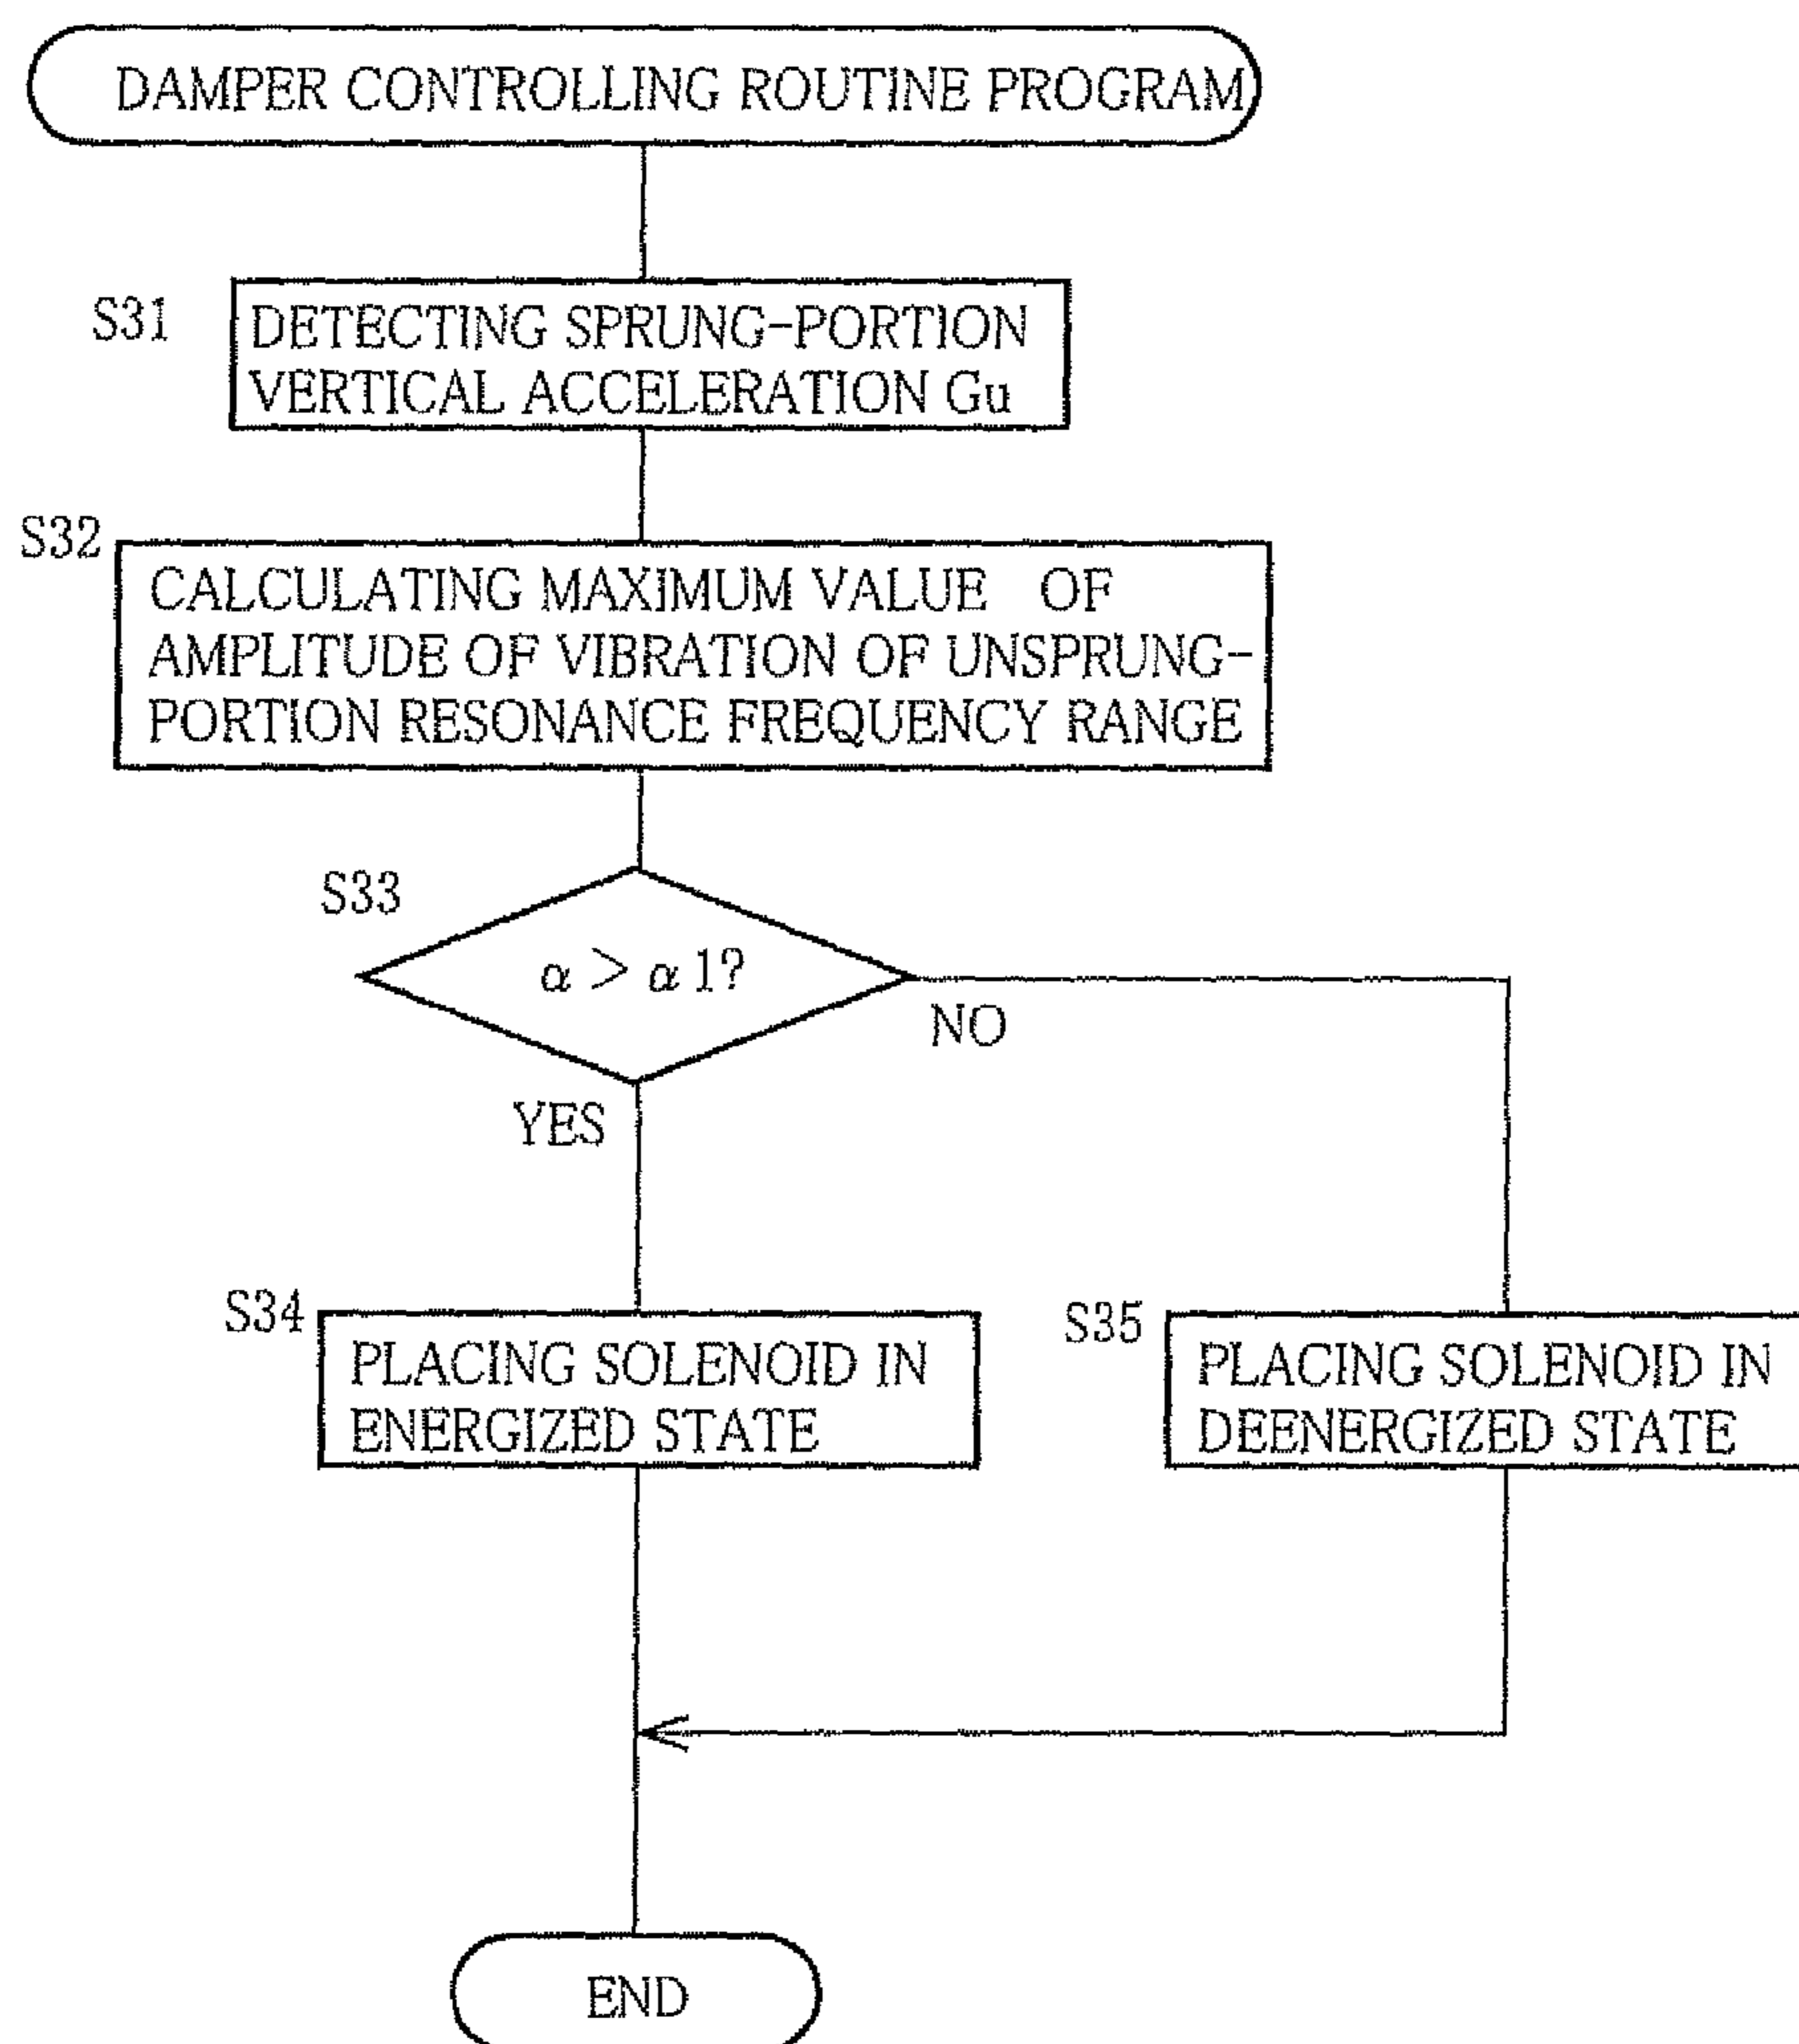 DAMPER CONTROLLING ROUTINE PROGRAM
S31
DETECTING SPRUNG-PORTION
VERTICAL ACCELERATION Gu
S32
CALCULATING MAXIMUM VALUE OF
AMPLITUDE OF VIBRATION OF UNSPRUNG-
PORTION RESONANCE FREQUENCY RANGE
S33
α > α 1?
NO
YES
S34
PLACING SOLENOID IN
ENERGIZED STATE
S35
PLACING SOLENOID IN
DEENERGIZED STATE
END